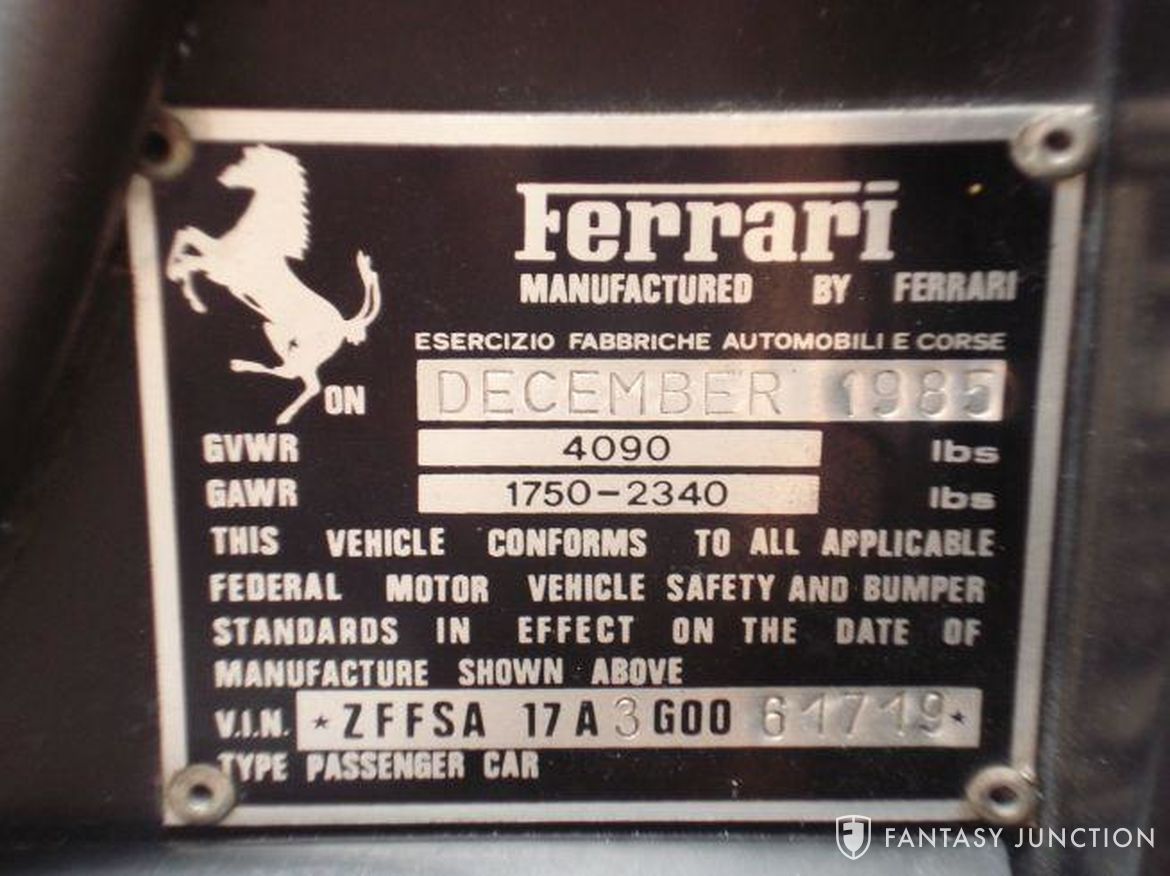 Ferrari
MANUFACTURED BY FERRARI
ESERCIZIO FABBRICHE AUTOMOBILI E CORSE
ON DECEMBER 1985
GVWR 4090 lbs
GAWR 1750-2340 lbs
THIS VEHICLE CONFORMS TO ALL APPLICABLE
FEDERAL MOTOR VEHICLE SAFETY AND BUMPER
STANDARDS IN EFFECT ON THE DATE OF
MANUFACTURE SHOWN ABOVE
V.I.N. *ZFFSA 17A3G00 61719*
TYPE PASSENGER CAR
FANTASY JUNCTION